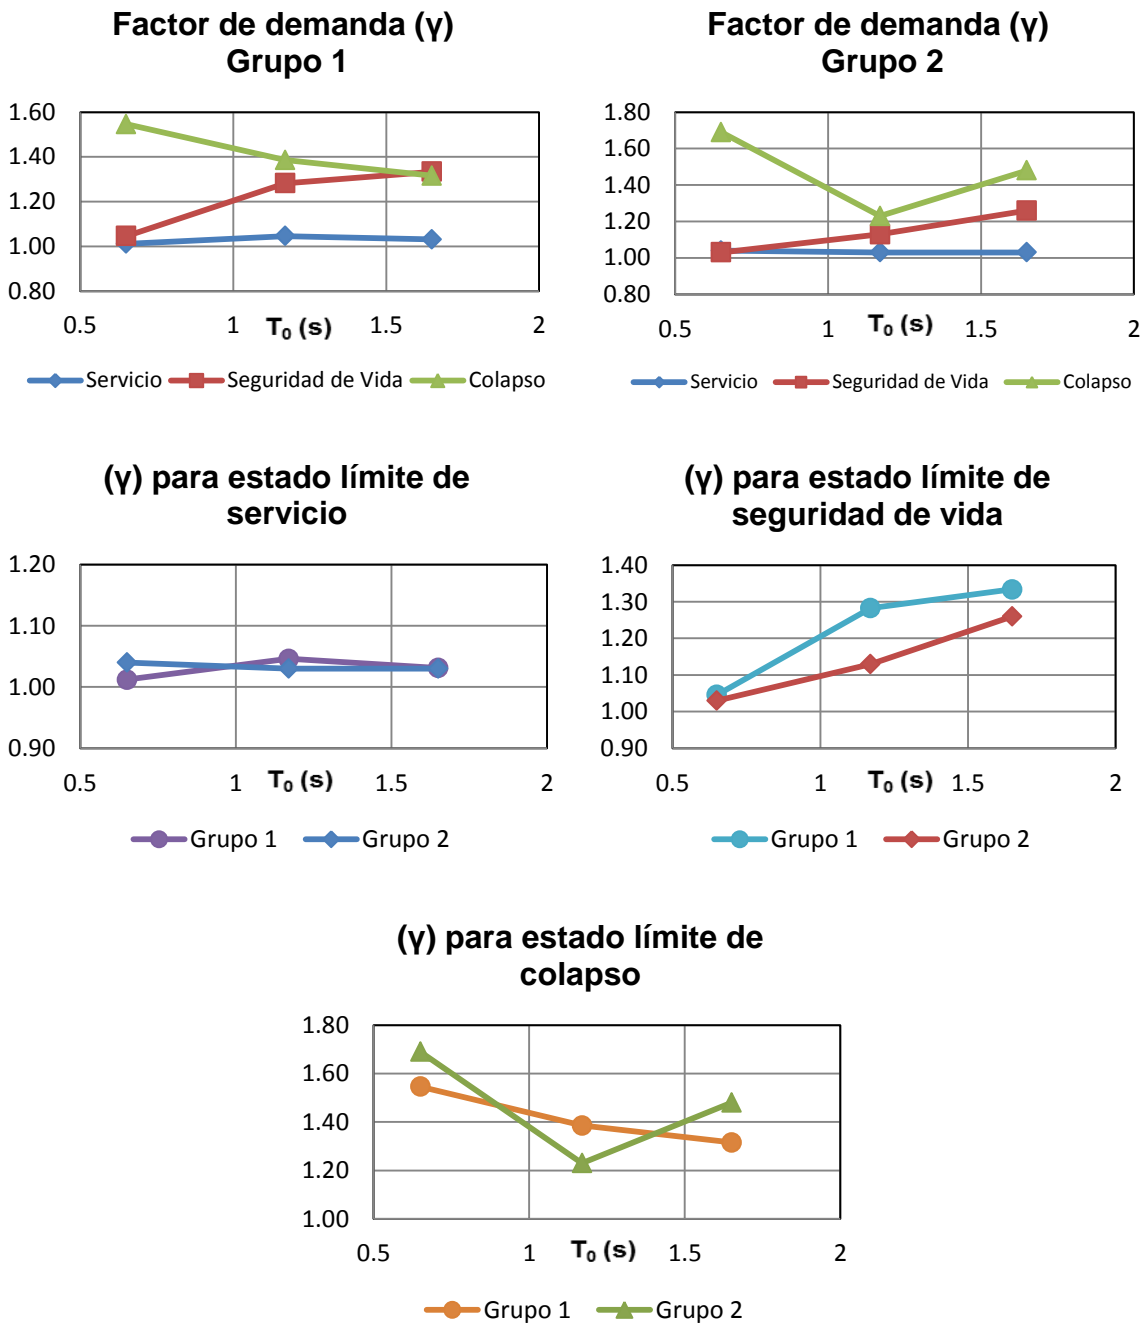 Factor de demanda (γ)
Grupo 1
1.60
1.40
1.20
1.00
0.80
0.5
1
T₀ (s)
1.5
2
Servicio
Seguridad de Vida
Colapso
Factor de demanda (γ)
Grupo 2
1.80
1.60
1.40
1.20
1.00
0.80
0.5
1
T₀ (s)
1.5
2
Servicio
Seguridad de Vida
Colapso
(γ) para estado límite de
servicio
1.20
1.10
1.00
0.90
0.5
1
T₀ (s)
1.5
2
Grupo 1
Grupo 2
(γ) para estado límite de
seguridad de vida
1.40
1.30
1.20
1.10
1.00
0.90
0.5
1
T₀ (s)
1.5
2
Grupo 1
Grupo 2
(γ) para estado límite de
colapso
1.80
1.60
1.40
1.20
1.00
0.5
1
T₀ (s)
1.5
2
Grupo 1
Grupo 2